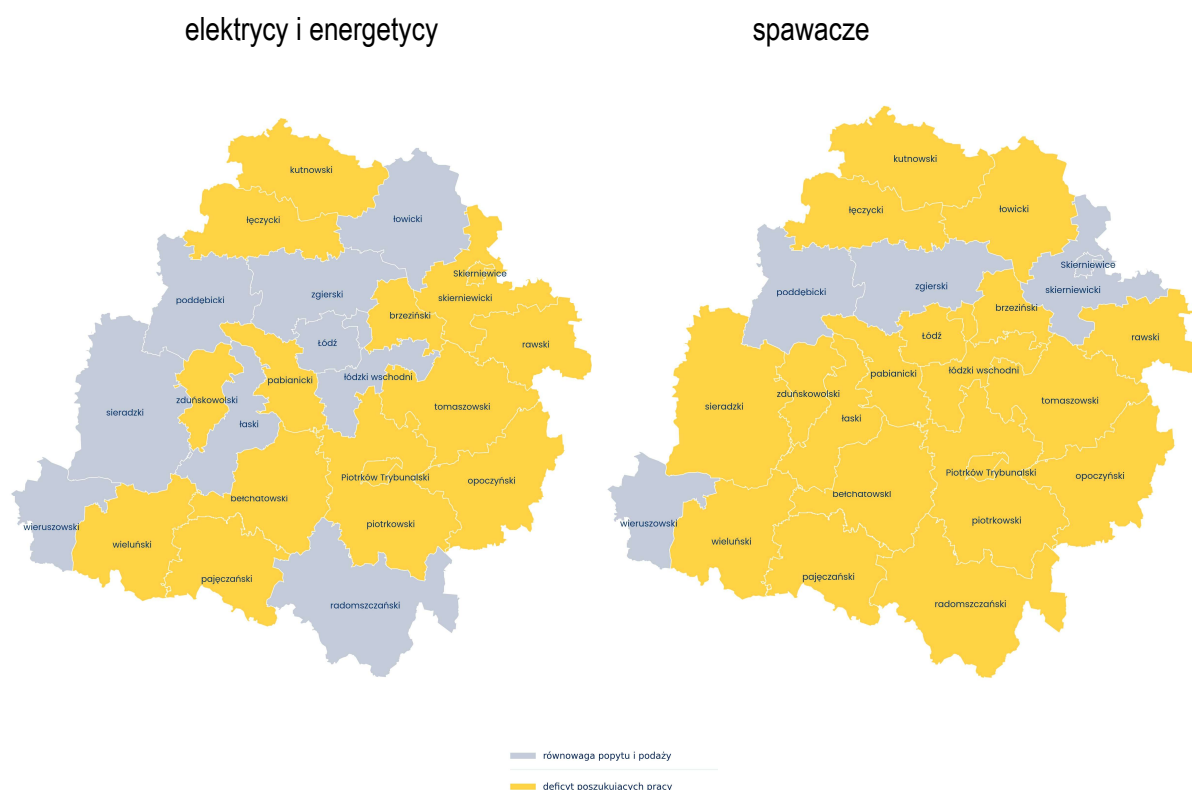 elektrycy i energetycy
spawacze
kutnowski
łęczycki
łowicki
Skierniewice
skierniewicki
poddębicki
zgierski
brzeziński
rawski
Łódź
łódzki wschodni
pabianicki
zduńskowolski
sieradzki
łaski
tomaszowski
Piotrków Trybunalski
opoczyński
bełchatowski
piotrkowski
wieruszowski
wieluński
pajęczański
radomszczański
kutnowski
łęczycki
łowicki
Skierniewice
skierniewicki
poddębicki
zgierski
brzeziński
rawski
Łódź
łódzki wschodni
pabianicki
zduńskowolski
sieradzki
łaski
tomaszowski
Piotrków Trybunalski
opoczyński
bełchatowski
piotrkowski
wieruszowski
wieluński
pajęczański
radomszczański
równowaga popytu i podaży
deficyt poszukujących pracy